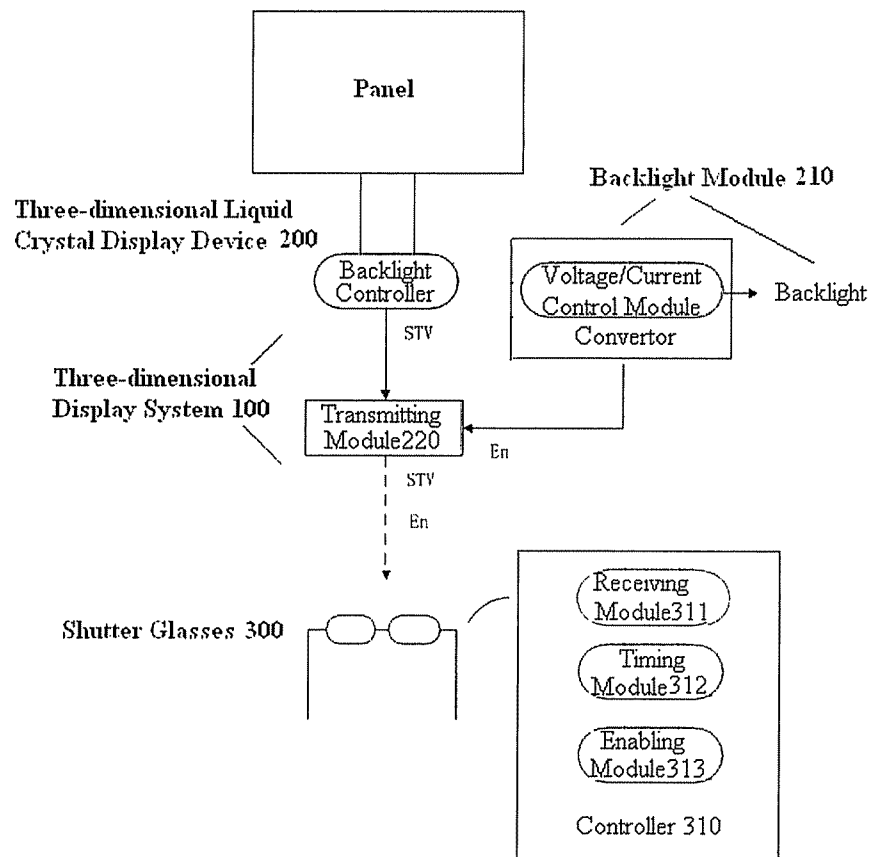 Panel
Backlight Module 210
Three-dimensional Liquid
Crystal Display Device 200
Backlight
Controller
Voltage/Current
Control Module
Convertor
Backlight
STV
Three-dimensional
Display System 100
Transmitting
Module220
En
STV
En
Receiving
Module311
Shutter Glasses 300
Timing
Module312
Enabling
Module313
Controller 310